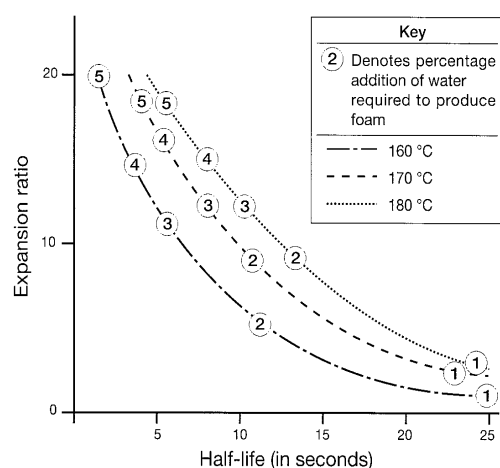 Key
2 Denotes percentage
addition of water
required to produce
foam
160 °C
170 °C
180 °C
Expansion ratio
20
10
0
5
5
5
4
4
4
3
3
3
2
2
2
1
1
1
5
10
15
20
25
Half-life (in seconds)